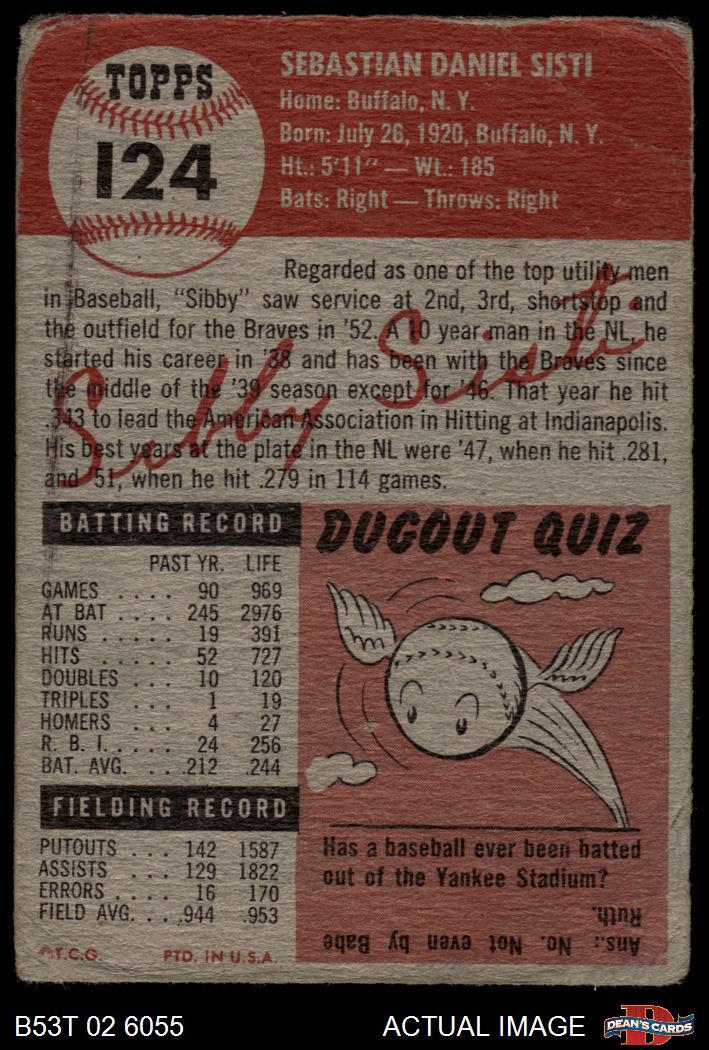 TOPPS
124
SEBASTIAN DANIEL SISTI
Home: Buffalo, N. Y.
Born: July 26, 1920, Buffalo, N. Y.
Ht.: 5'11" — Wt.: 185
Bats: Right — Throws: Right
Regarded as one of the top utility men
in Baseball, "Sibby" saw service at 2nd, 3rd, shortstop and
the outfield for the Braves in '52. A 10 year man in the NL, he
started his career in '38 and has been with the Braves since
the middle of the '39 season except for '46. That year he hit
.343 to lead the American Association in Hitting at Indianapolis.
His best years at the plate in the NL were '47, when he hit .281,
and '51, when he hit .279 in 114 games.
Sibby Sisti
BATTING RECORD
PAST YR. LIFE
GAMES . . . . 90 969
AT BAT . . . . 245 2976
RUNS . . . . . 19 391
HITS . . . . . 52 727
DOUBLES . . . 10 120
TRIPLES . . . 1 19
HOMERS . . . 4 27
R. B. I. . . . . 24 256
BAT. AVG. . . .212 .244
FIELDING RECORD
PUTOUTS . . . 142 1587
ASSISTS . . . 129 1822
ERRORS . . . . 16 170
FIELD AVG. . . .944 .953
©T.C.G. PTD. IN U.S.A.
DUGOUT QUIZ
Has a baseball ever been batted
out of the Yankee Stadium?
Ans.: No. Not even by Babe
Ruth.
B53T 02 6055
ACTUAL IMAGE
D
DEAN'S CARDS